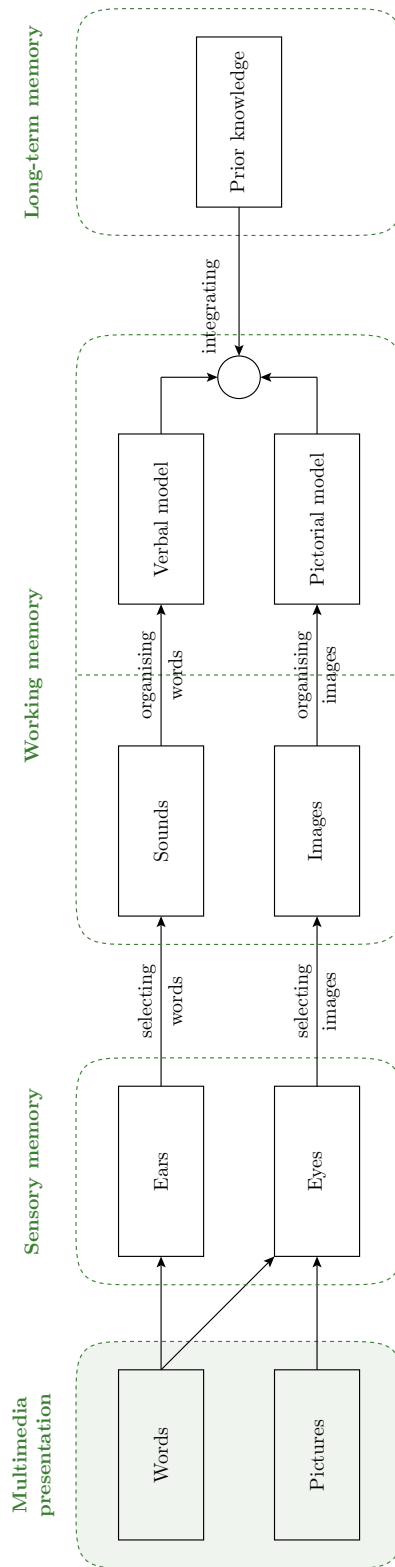 Multimedia
presentation
Sensory memory
Working memory
Long-term memory
Words
Ears
selecting
words
Sounds
organising
words
Verbal model
integrating
Prior knowledge
Pictures
Eyes
selecting
images
Images
organising
images
Pictorial model